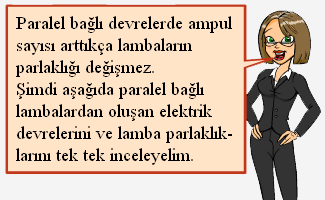 Paralel bağlı devrelerde ampul
sayısı arttıkça lambaların
parlaklığı değişmez.
Şimdi aşağıda paralel bağlı
lambalardan oluşan elektrik
devrelerini ve lamba parlaklık-
larını tek tek inceleyelim.